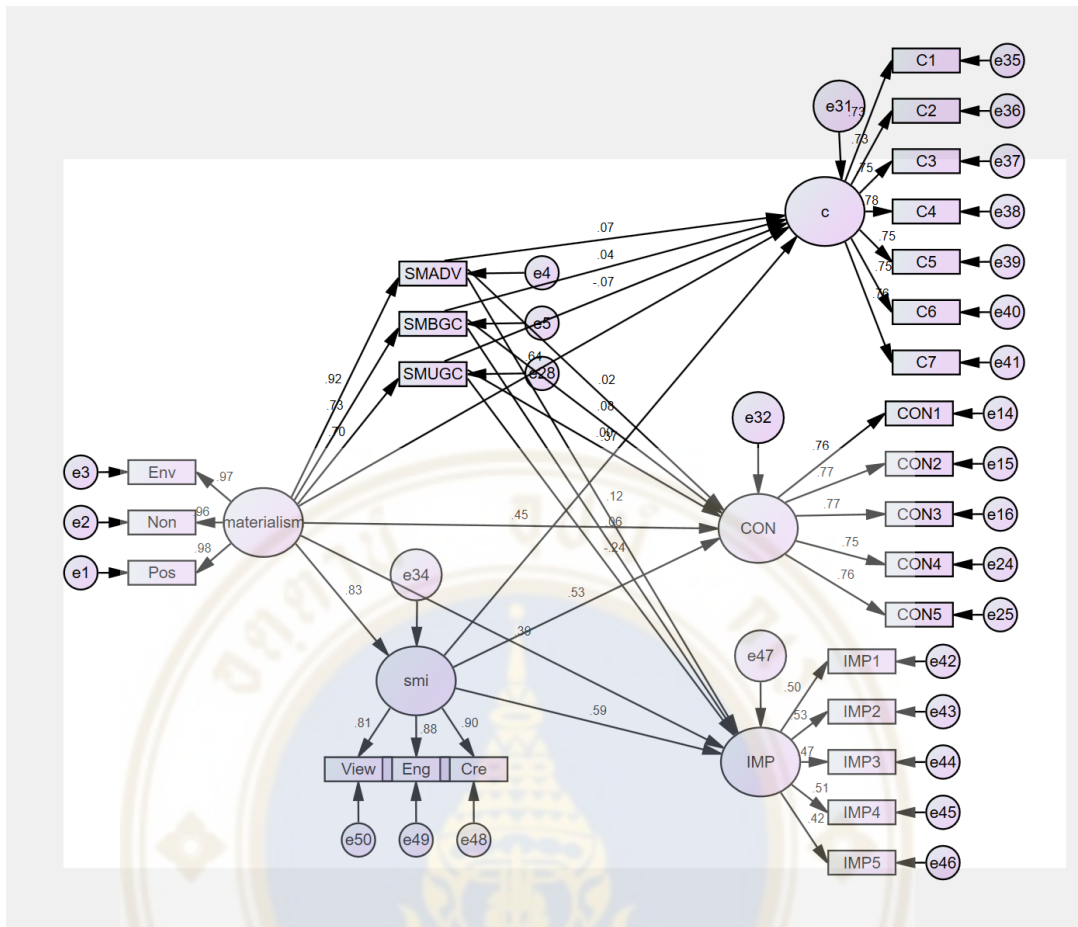 C1
e35
e31
.73
C2
e36
.73
C3
e37
.75
c
.78
C4
e38
.07
.75
C5
e39
.04
SMADV
e4
.75
-.07
.76
C6
e40
SMBGC
e5
.64
C7
e41
SMUGC
e28
.92
.02
.73
.08
e32
CON1
e14
.70
.37
.76
e3
Env
.97
.77
CON2
e15
.12
.77
CON3
e16
e2
Non
.96
materialism
.45
.06
CON
-.24
.75
CON4
e24
e1
Pos
.98
e34
.83
.53
.76
CON5
e25
.39
e47
IMP1
e42
smi
.50
.59
.53
IMP2
e43
.81
.88
.90
.47
IMP3
e44
View
Eng
Cre
IMP
.51
IMP4
e45
.42
e50
e49
e48
IMP5
e46